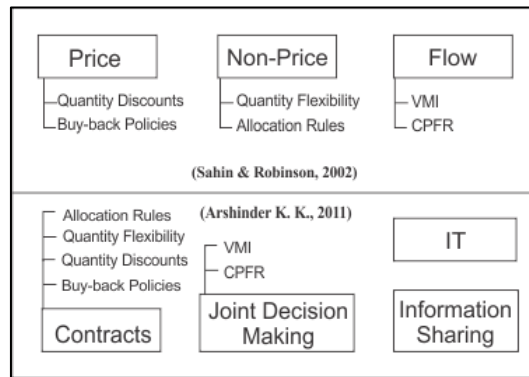 Price
Non-Price
Flow
Quantity Discounts
Buy-back Policies
Quantity Flexibility
Allocation Rules
VMI
CPFR
(Sahin & Robinson, 2002)
(Arshinder K. K., 2011)
Allocation Rules
Quantity Flexibility
Quantity Discounts
Buy-back Policies
Contracts
VMI
CPFR
Joint Decision
Making
IT
Information
Sharing